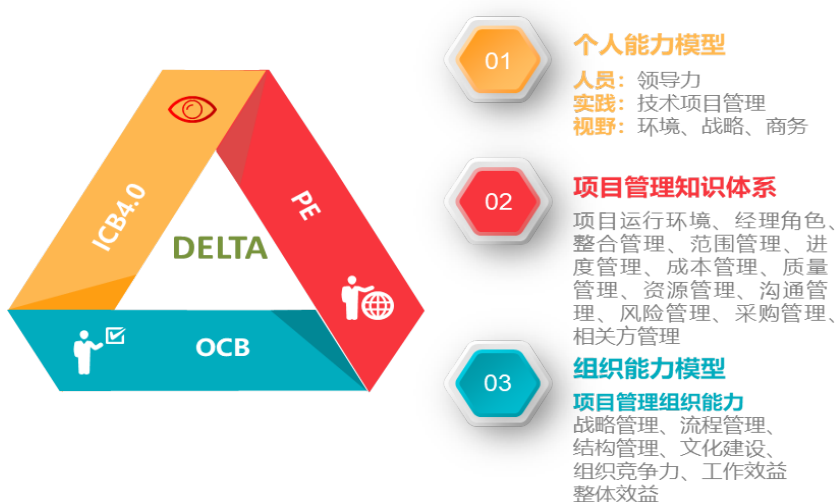 ICB4.0
PE
DELTA
OCB
01
个人能力模型
人员：领导力
实践：技术项目管理
视野：环境、战略、商务
02
项目管理知识体系
项目运行环境、经理角色、
整合管理、范围管理、进
度管理、成本管理、质量
管理、资源管理、沟通管
理、风险管理、采购管理、
相关方管理
03
组织能力模型
项目管理组织能力
战略管理、流程管理、
结构管理、文化建设、
组织竞争力、工作效益
整体效益